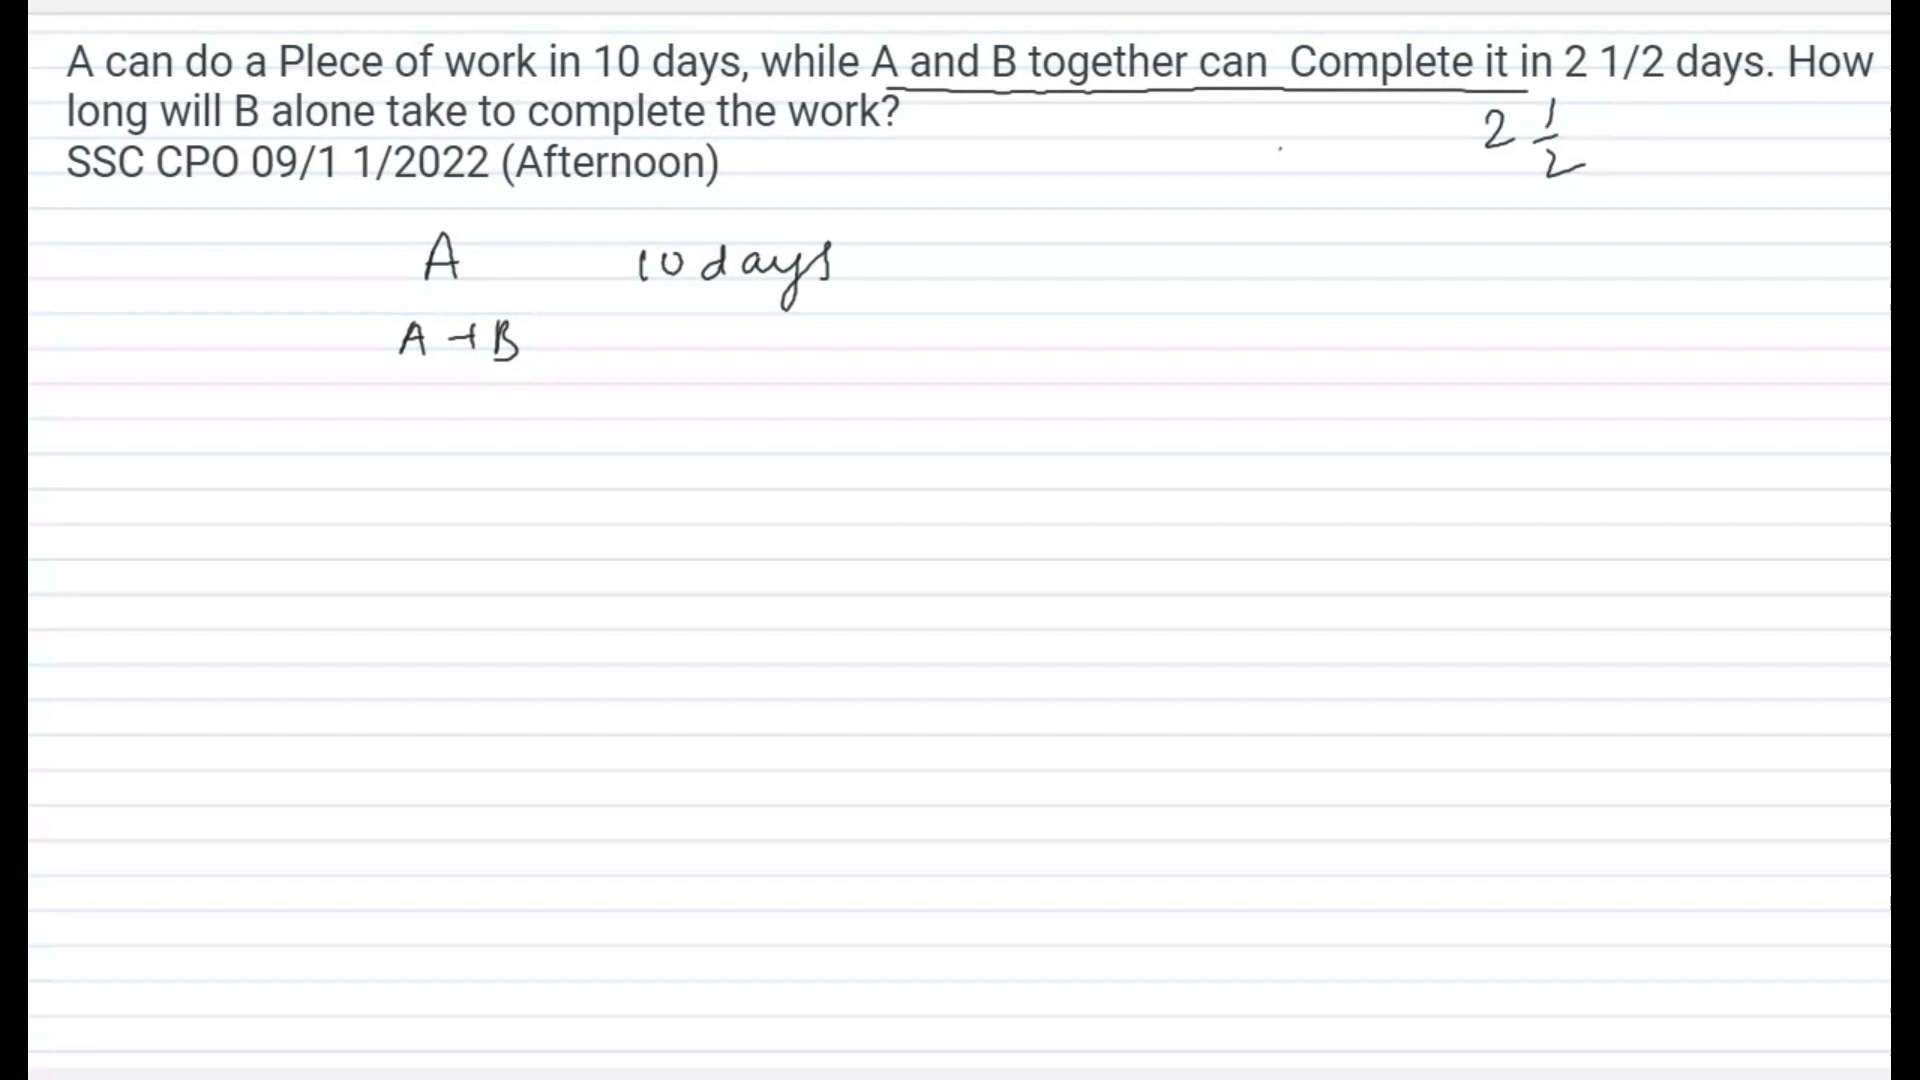 A can do a Plece of work in 10 days, while A and B together can Complete it in 2 1/2 days. How
long will B alone take to complete the work?
2 1/2
SSC CPO 09/1 1/2022 (Afternoon)
A 10 days
A + B